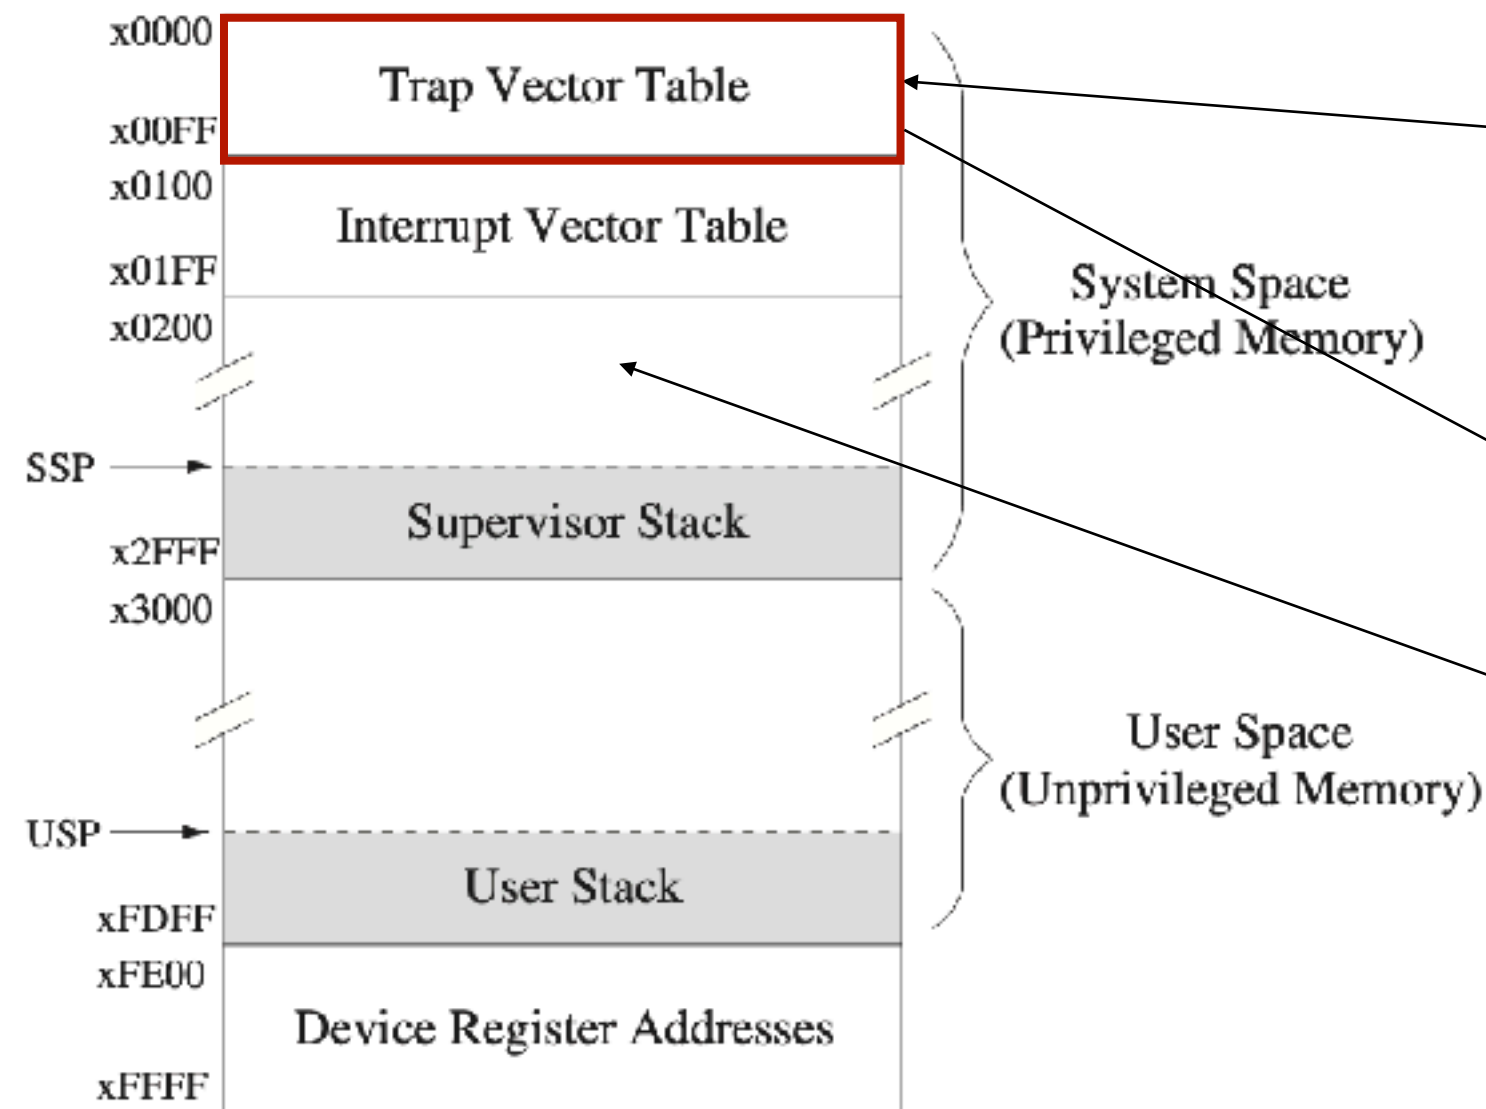 x0000
Trap Vector Table
x00FF
x0100
Interrupt Vector Table
x01FF
x0200
System Space
(Privileged Memory)
SSP
Supervisor Stack
x2FFF
x3000
User Space
(Unprivileged Memory)
USP
User Stack
xFDFF
xFE00
Device Register Addresses
xFFFF